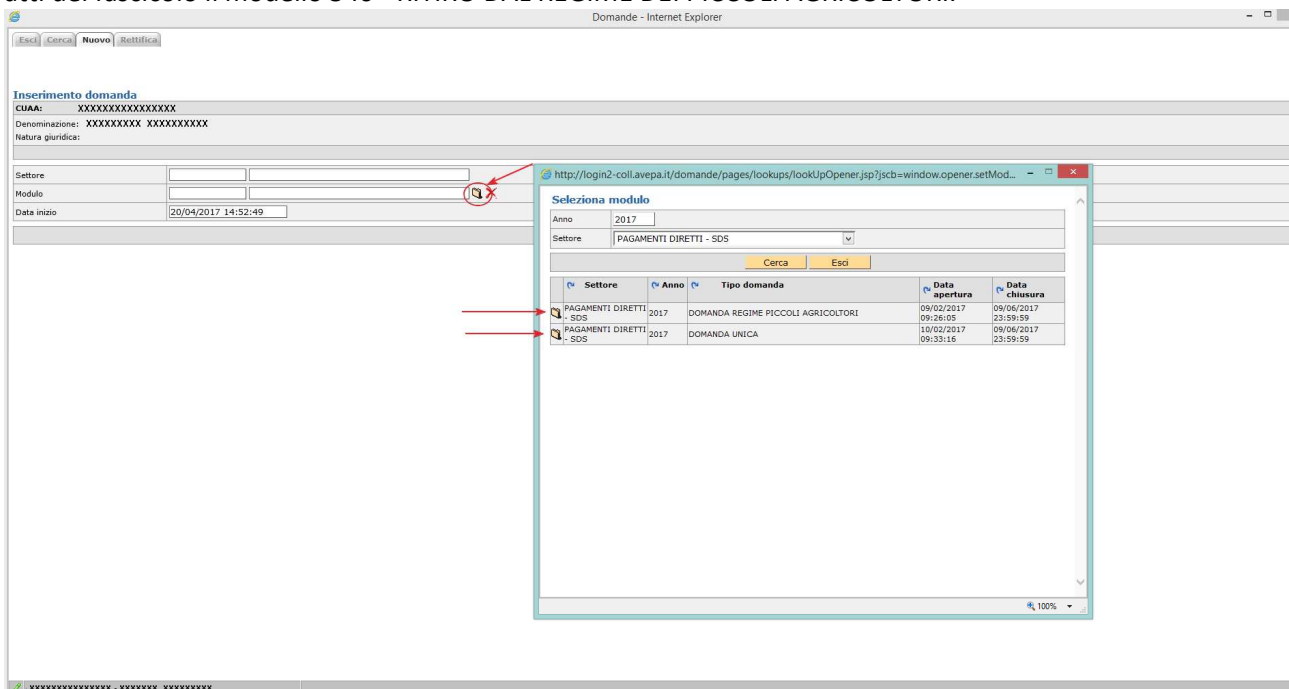 Domande - Internet Explorer
Esci Cerca Nuovo Rettifica
Inserimento domanda
CUAA: XXXXXXXXXXXXXXXX
Denominazione: XXXXXXXXX XXXXXXXXXX
Natura giuridica:
Settore
Modulo
Data inizio 20/04/2017 14:52:49
http://login2-coll.avepa.it/domande/pages/lookups/lookUpOpener.jsp?jscb=window.opener.setMod...
Seleziona modulo
Anno 2017
Settore PAGAMENTI DIRETTI - SDS
Cerca Esci
Settore Anno Tipo domanda Data apertura Data chiusura
PAGAMENTI DIRETTI - SDS 2017 DOMANDA REGIME PICCOLI AGRICOLTORI 09/02/2017 09:26:05 09/06/2017 23:59:59
PAGAMENTI DIRETTI - SDS 2017 DOMANDA UNICA 10/02/2017 09:33:16 09/06/2017 23:59:59
100%
XXXXXXXXXXXXXXX - XXXXXXX XXXXXXXXX